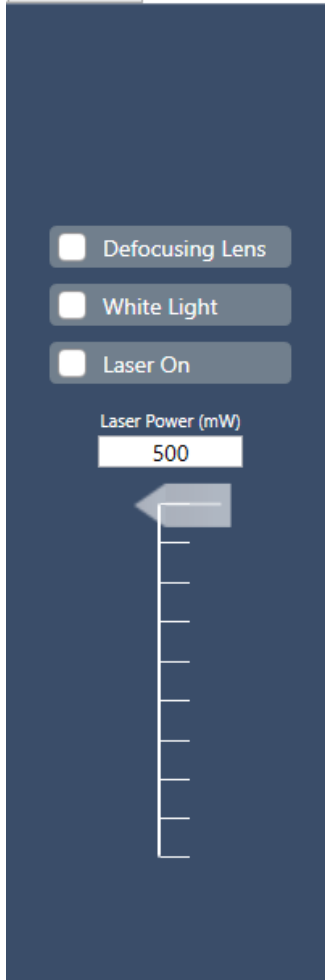 Defocusing Lens
White Light
Laser On
Laser Power (mW)
500